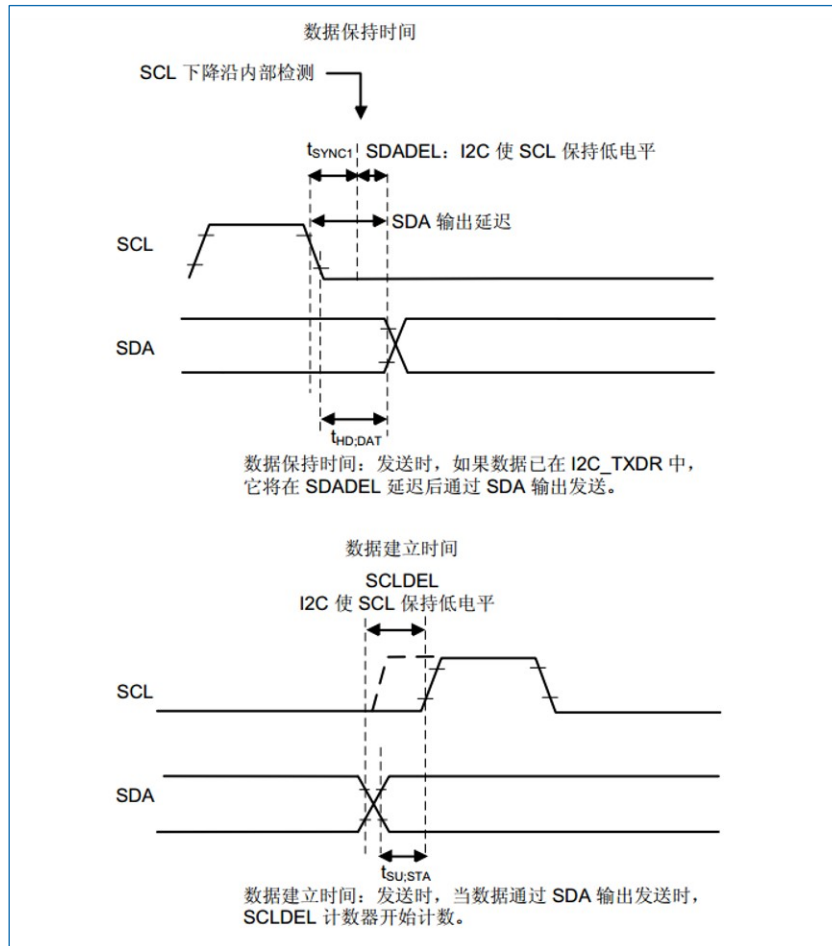 数据保持时间
SCL 下降沿内部检测
tSYNC1 SDADEL：I2C 使 SCL 保持低电平
SDA 输出延迟
SCL
SDA
tHD;DAT
数据保持时间：发送时，如果数据已在 I2C_TXDR 中，
它将在 SDADEL 延迟后通过 SDA 输出发送。
数据建立时间
SCLDEL
I2C 使 SCL 保持低电平
SCL
SDA
tSU;STA
数据建立时间：发送时，当数据通过 SDA 输出发送时，
SCLDEL 计数器开始计数。